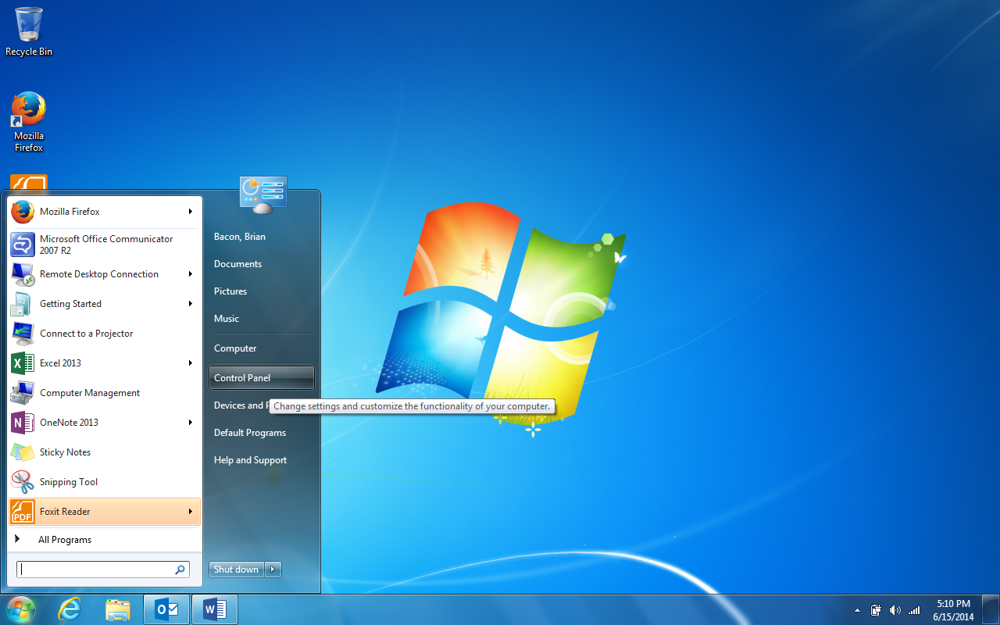 Recycle Bin
Mozilla
Firefox
Mozilla Firefox
Microsoft Office Communicator
2007 R2
Remote Desktop Connection
Getting Started
Connect to a Projector
Excel 2013
Computer Management
OneNote 2013
Sticky Notes
Snipping Tool
PDF
Foxit Reader
All Programs
Bacon, Brian
Documents
Pictures
Music
Computer
Control Panel
Devices and
Change settings and customize the functionality of your computer.
Default Programs
Help and Support
Shut down
5:10 PM
6/15/2014